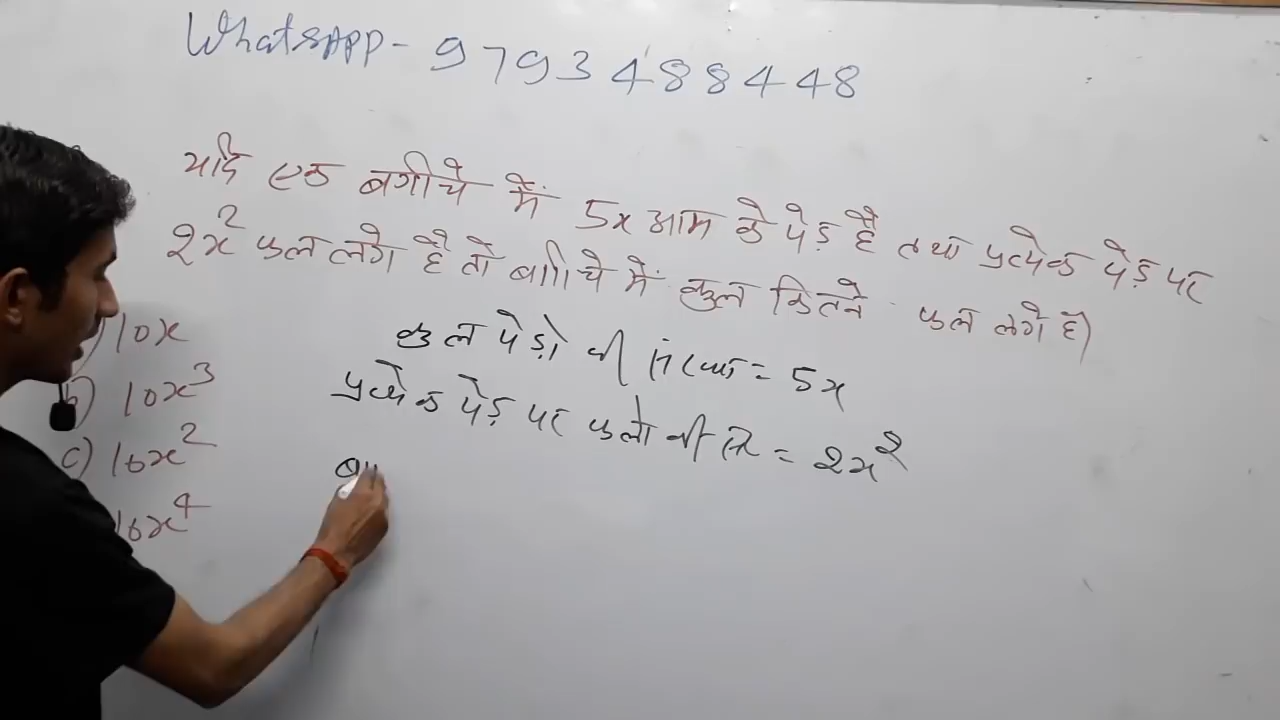 WhatsAPP - 9793488448
यदि एक बगीचे में 5x आम के पेड़ है तथा प्रत्येक पेड़ पर
2x² फल लगे है तो बागिचे में कुल कितने फल लगे है)
कुल पेड़ो की = 5x
प्रत्येक पेड़ पर फलो की = 2x²
) 10x
b) 10x³
c) 10x²
10x⁴